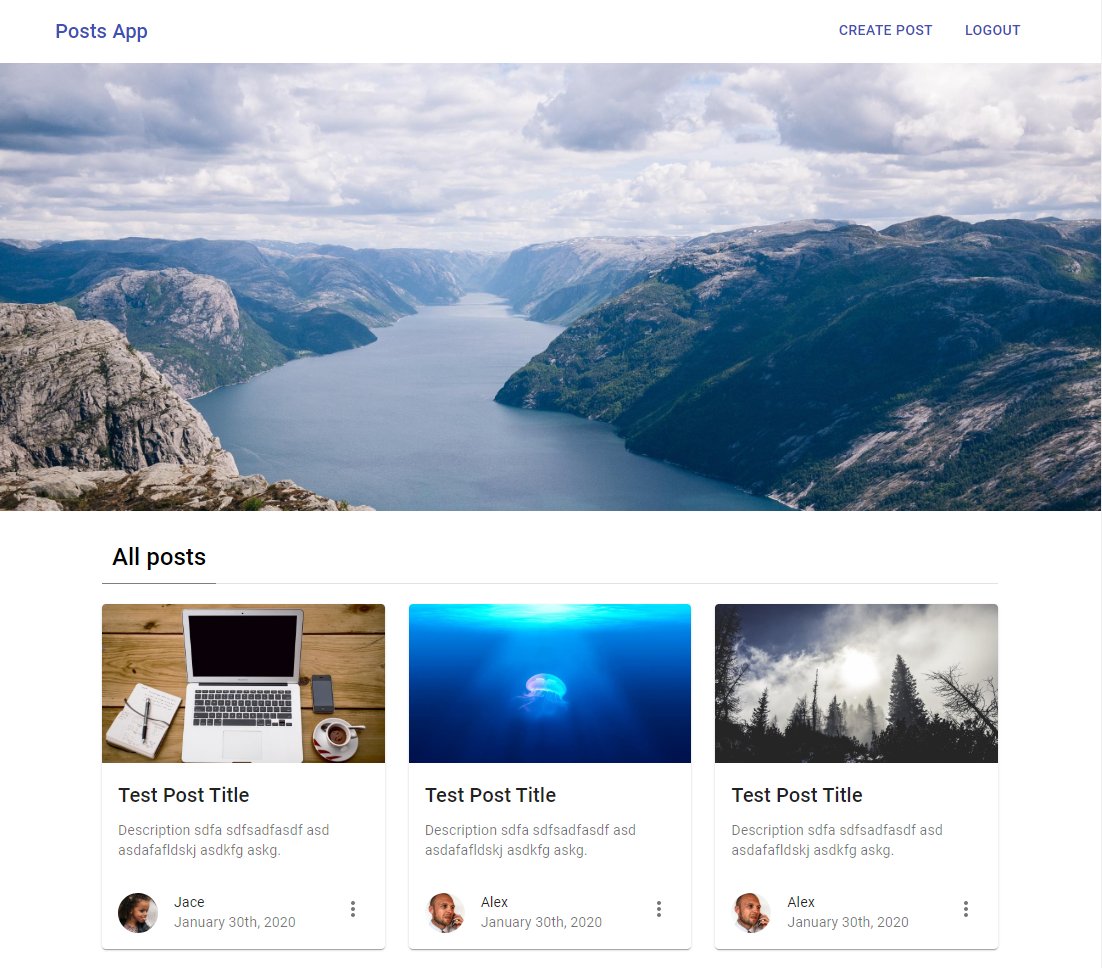 Posts App
CREATE POST LOGOUT
All posts
Test Post Title
Description sdfa sdfsadfasdf asd
asdafafldskj asdkfg askg.
Jace
January 30th, 2020
Test Post Title
Description sdfa sdfsadfasdf asd
asdafafldskj asdkfg askg.
Alex
January 30th, 2020
Test Post Title
Description sdfa sdfsadfasdf asd
asdafafldskj asdkfg askg.
Alex
January 30th, 2020